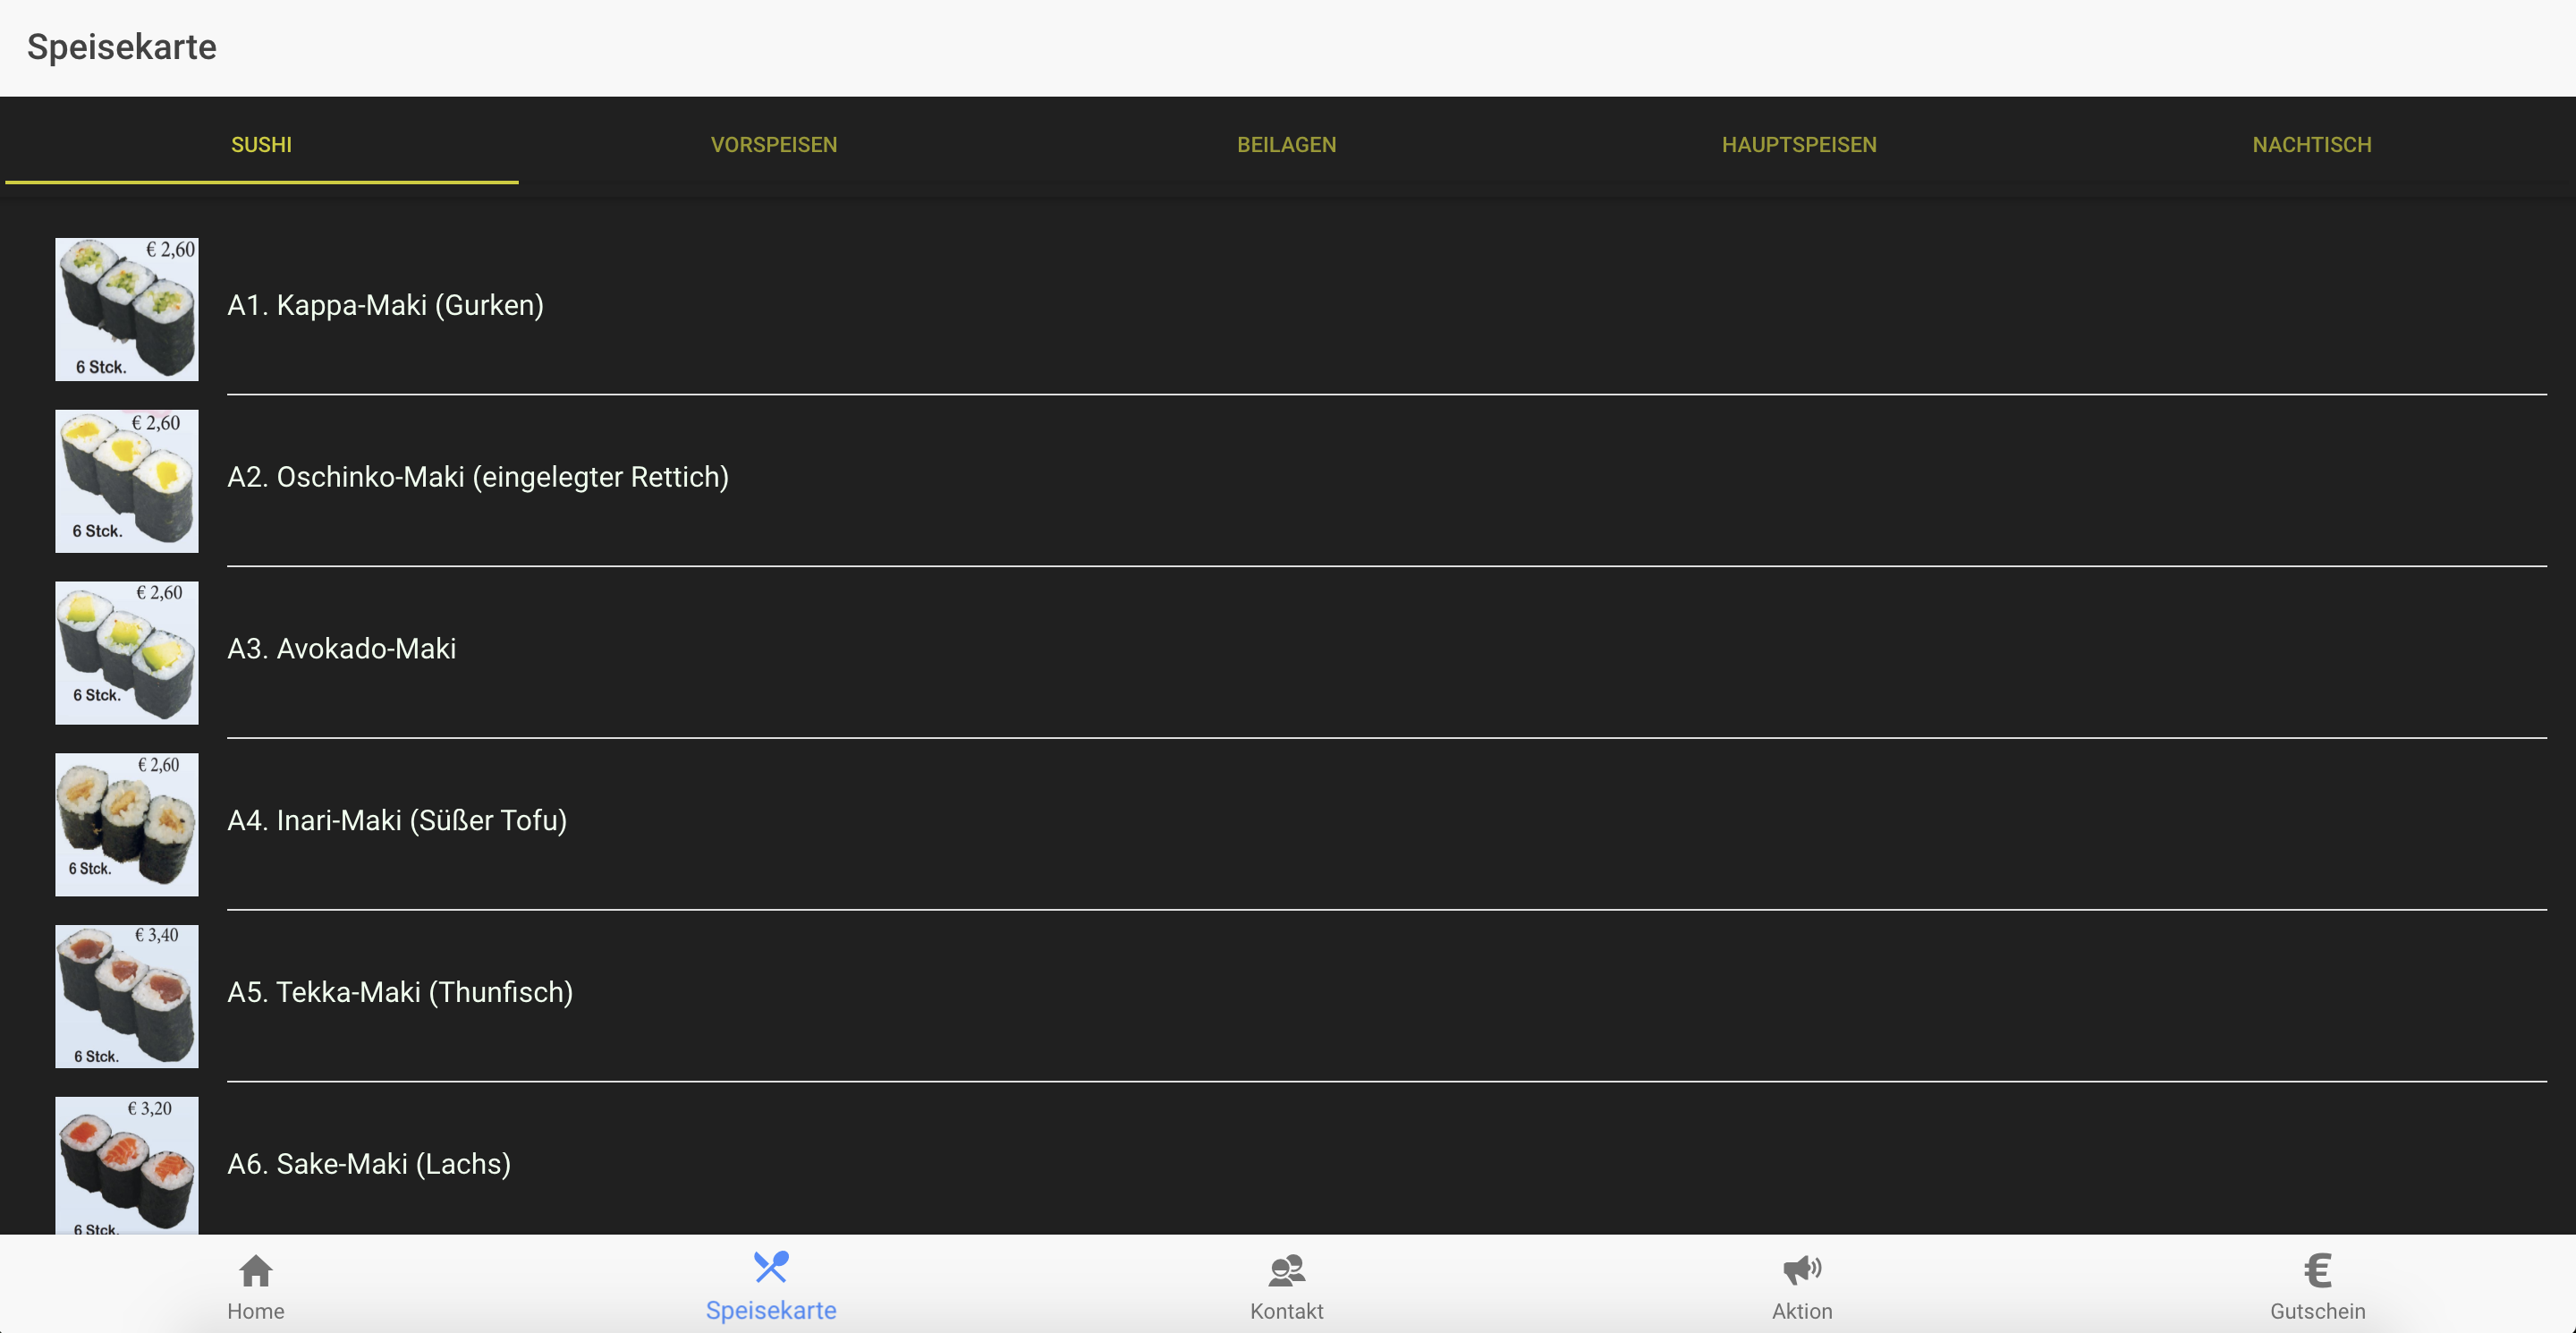 Speisekarte
SUSHI VORSPEISEN BEILAGEN HAUPTSPEISEN NACHTISCH
€ 2,60
A1. Kappa-Maki (Gurken)
6 Stck.
€ 2,60
A2. Oschinko-Maki (eingelegter Rettich)
6 Stck.
€ 2,60
A3. Avokado-Maki
6 Stck.
€ 2,60
A4. Inari-Maki (Süßer Tofu)
6 Stck.
€ 3,40
A5. Tekka-Maki (Thunfisch)
6 Stck.
€ 3,20
A6. Sake-Maki (Lachs)
6 Stck.
Home Speisekarte Kontakt Aktion Gutschein